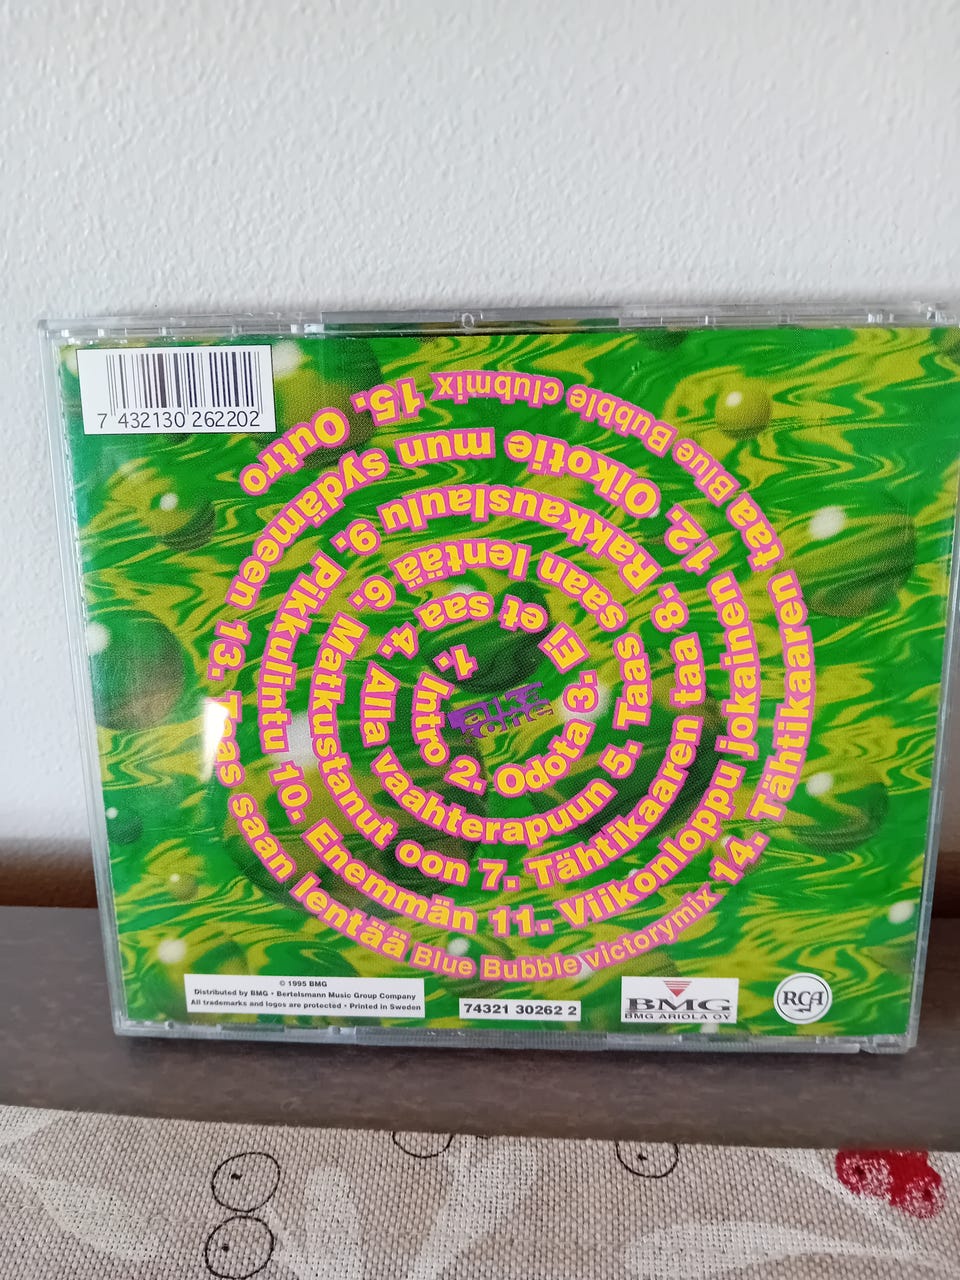 7 432130 262202
1. Intro 2. Odota 3. Ei et saa 4. Alla vaahterapuun 5. Taas saan lentää 6. Matkustanut oon 7. Tähtikaaren taa 8. Rakkauslaulu 9. Pikkulintu 10. Enemmän 11. Viikonloppu jokainen 12. Oikotie mun sydämeen 13. Taas saan lentää Blue Bubble victorymix 14. Tähtikaaren taa Blue Bubble clubmix 15. Outro
© 1995 BMG
Distributed by BMG • Bertelsmann Music Group Company
All trademarks and logos are protected • Printed in Sweden
74321 30262 2
BMG
BMG ARIOLA OY
RCA